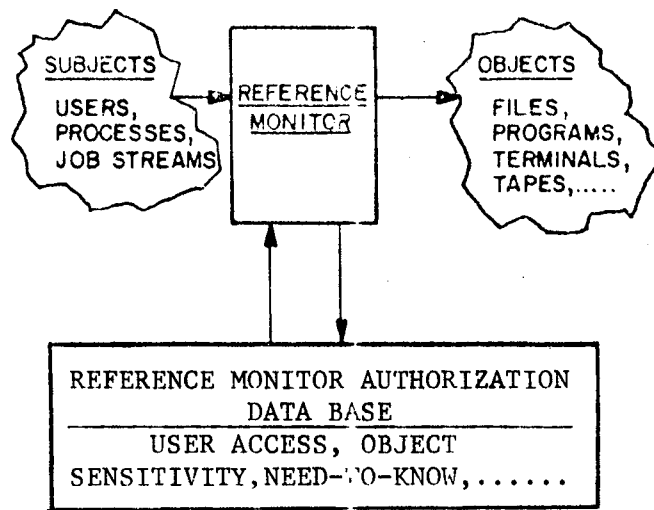 SUBJECTS
USERS,
PROCESSES,
JOB STREAMS
REFERENCE
MONITOR
OBJECTS
FILES,
PROGRAMS,
TERMINALS,
TAPES,.....
REFERENCE MONITOR AUTHORIZATION
DATA BASE
USER ACCESS, OBJECT
SENSITIVITY,NEED-TO-KNOW,......